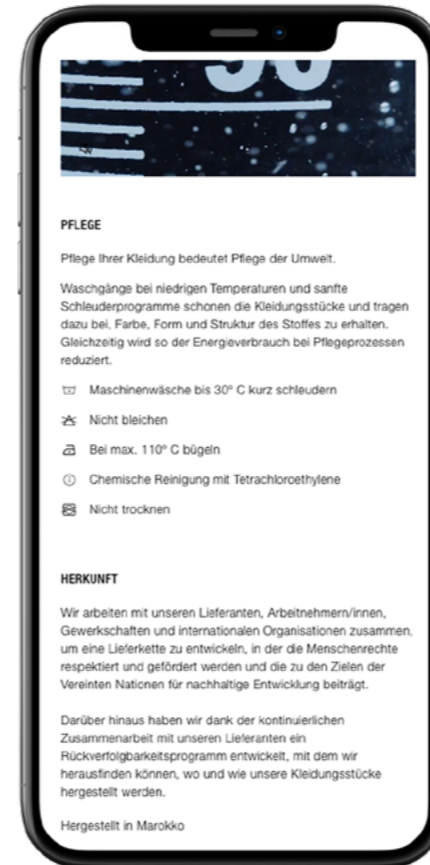 30
PFLEGE
Pflege Ihrer Kleidung bedeutet Pflege der Umwelt.
Waschgänge bei niedrigen Temperaturen und sanfte
Schleuderprogramme schonen die Kleidungsstücke und tragen
dazu bei, Farbe, Form und Struktur des Stoffes zu erhalten.
Gleichzeitig wird so der Energieverbrauch bei Pflegeprozessen
reduziert.
Maschinenwäsche bis 30º C kurz schleudern
Nicht bleichen
Bei max. 110º C bügeln
Chemische Reinigung mit Tetrachloroethylene
Nicht trocknen
HERKUNFT
Wir arbeiten mit unseren Lieferanten, Arbeitnehmern/innen,
Gewerkschaften und internationalen Organisationen zusammen,
um eine Lieferkette zu entwickeln, in der die Menschenrechte
respektiert und gefördert werden und die zu den Zielen der
Vereinten Nationen für nachhaltige Entwicklung beiträgt.
Darüber hinaus haben wir dank der kontinuierlichen
Zusammenarbeit mit unseren Lieferanten ein
Rückverfolgbarkeitsprogramm entwickelt, mit dem wir
herausfinden können, wo und wie unsere Kleidungsstücke
hergestellt werden.
Hergestellt in Marokko